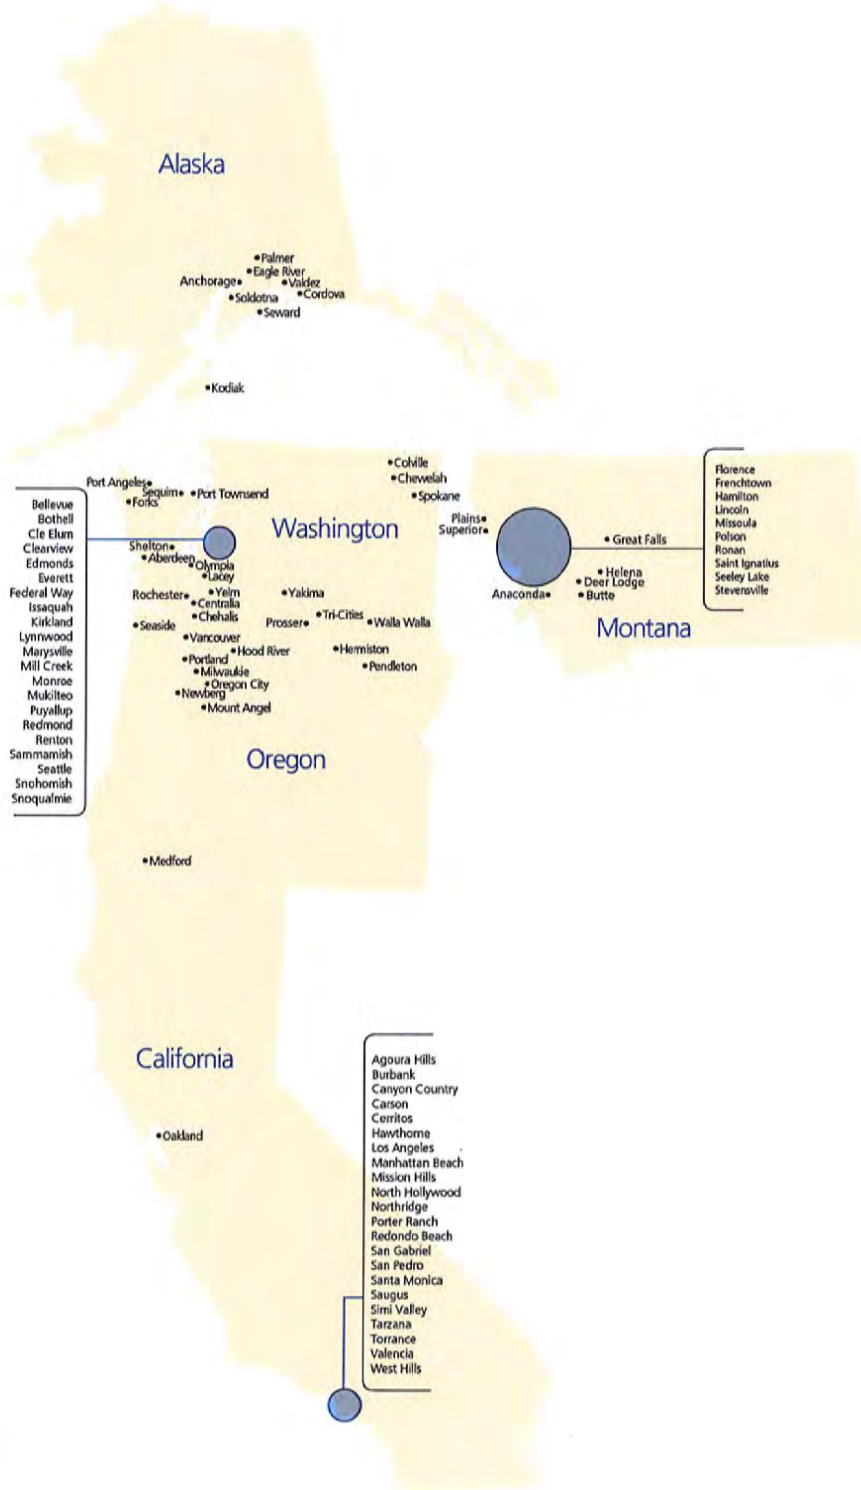 Alaska
•Palmer
•Eagle River
Anchorage•
•Valdez
•Soldotna
•Cordova
•Seward
•Kodiak
•Colville
•Chewelah
•Spokane
Port Angeles•
Sequim•
•Port Townsend
•Forks
Washington
Shelton•
•Aberdeen
•Olympia
•Lacey
Rochester•
•Yelm
•Centralia
•Chehalis
•Yakima
•Tri-Cities
Prosser•
•Walla Walla
•Seaside
•Vancouver
•Hood River
•Hermiston
•Portland
•Pendleton
•Milwaukie
•Oregon City
•Newberg
•Mount Angel
Oregon
•Medford
Bellevue
Bothell
Cle Elum
Clearview
Edmonds
Everett
Federal Way
Issaquah
Kirkland
Lynnwood
Marysville
Mill Creek
Monroe
Mukilteo
Puyallup
Redmond
Renton
Sammamish
Seattle
Snohomish
Snoqualmie
Plains•
Superior•
• Great Falls
• Helena
• Deer Lodge
Anaconda•
• Butte
Montana
Florence
Frenchtown
Hamilton
Lincoln
Missoula
Polson
Ronan
Saint Ignatius
Seeley Lake
Stevensville
California
•Oakland
Agoura Hills
Burbank
Canyon Country
Carson
Cerritos
Hawthorne
Los Angeles
Manhattan Beach
Mission Hills
North Hollywood
Northridge
Porter Ranch
Redondo Beach
San Gabriel
San Pedro
Santa Monica
Saugus
Simi Valley
Tarzana
Torrance
Valencia
West Hills